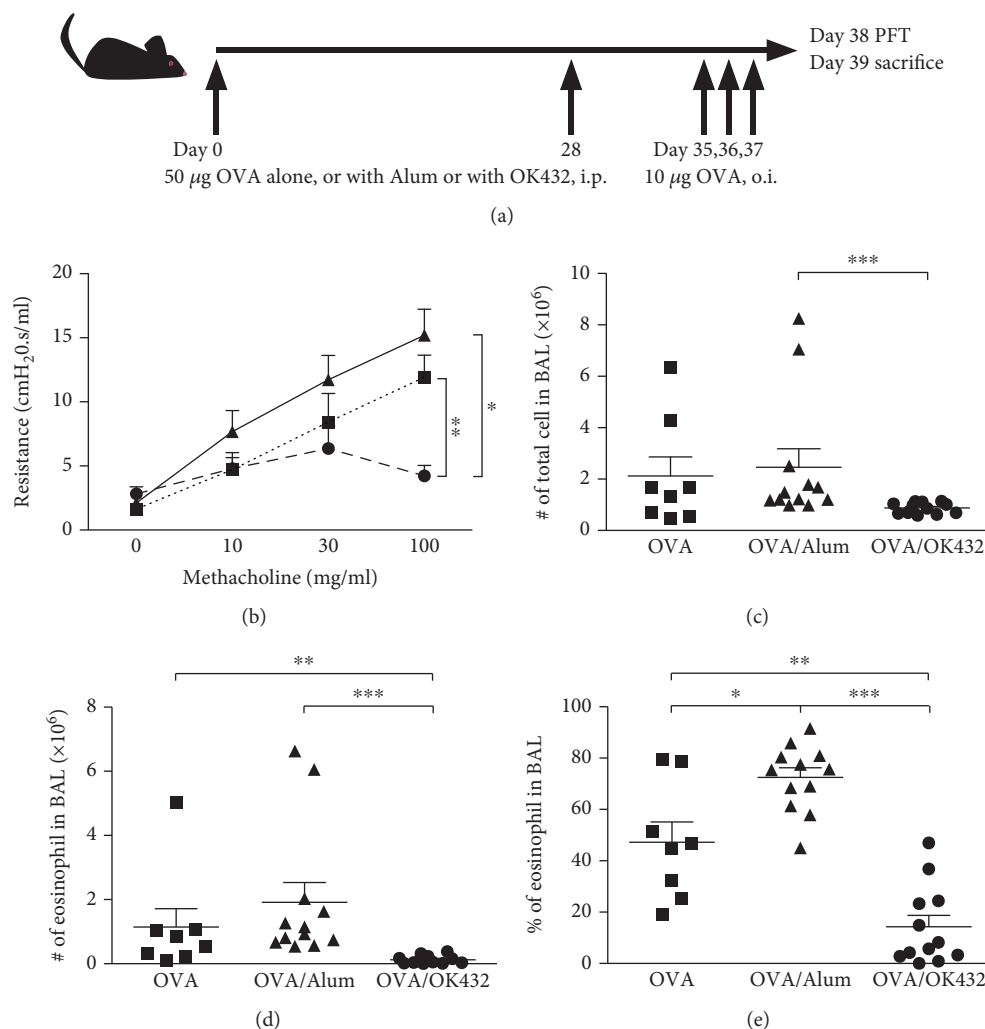 Day 38 PFT
Day 39 sacrifice
Day 0
28
Day 35,36,37
50 μg OVA alone, or with Alum or with OK432, i.p.
10 μg OVA, o.i.
(a)
20
15
10
5
0
Resistance (cmH₂0.s/ml)
**
*
0 10 30 100
Methacholine (mg/ml)
(b)
10
8
6
4
2
0
# of total cell in BAL (×10⁶)
***
OVA OVA/Alum OVA/OK432
(c)
8
6
4
2
0
# of eosinophil in BAL (×10⁶)
**
***
OVA OVA/Alum OVA/OK432
(d)
100
80
60
40
20
0
% of eosinophil in BAL
**
* ***
OVA OVA/Alum OVA/OK432
(e)